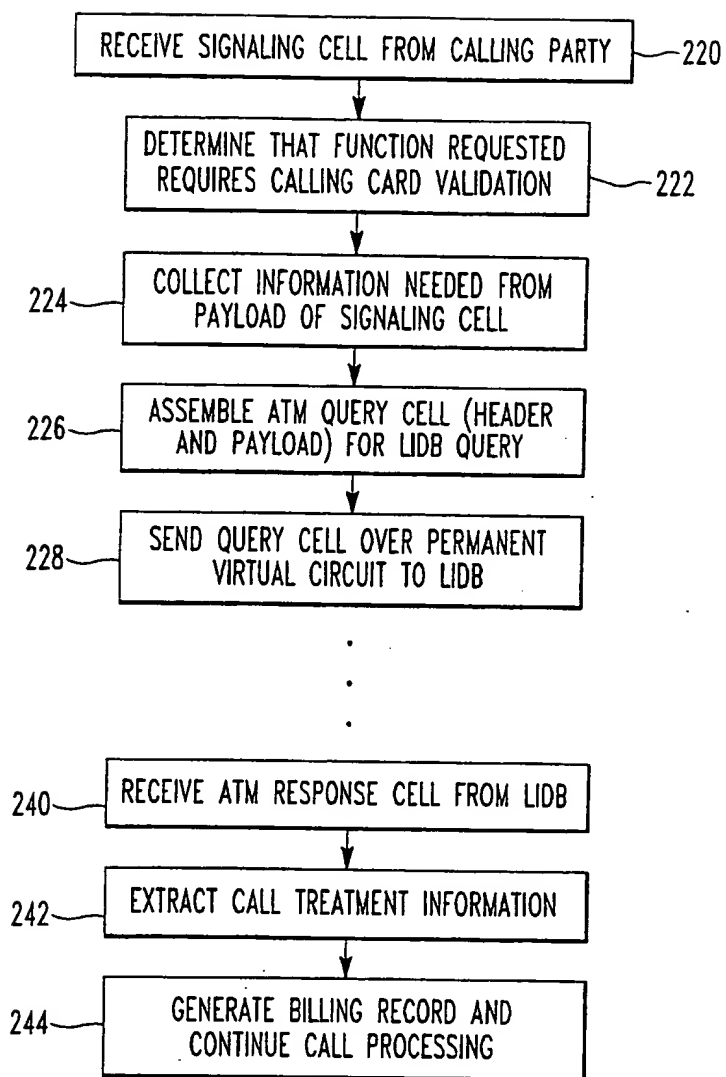 RECEIVE SIGNALING CELL FROM CALLING PARTY
220
DETERMINE THAT FUNCTION REQUESTED
REQUIRES CALLING CARD VALIDATION
222
224
COLLECT INFORMATION NEEDED FROM
PAYLOAD OF SIGNALING CELL
226
ASSEMBLE ATM QUERY CELL (HEADER
AND PAYLOAD) FOR LIDB QUERY
228
SEND QUERY CELL OVER PERMANENT
VIRTUAL CIRCUIT TO LIDB
240
RECEIVE ATM RESPONSE CELL FROM LIDB
242
EXTRACT CALL TREATMENT INFORMATION
244
GENERATE BILLING RECORD AND
CONTINUE CALL PROCESSING